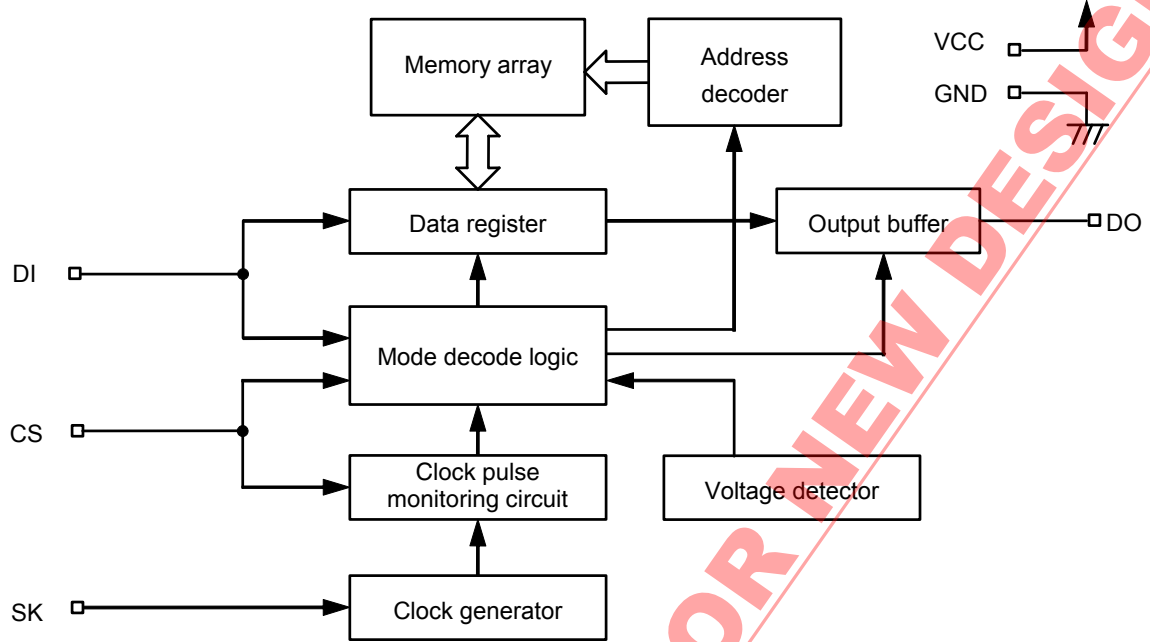 Memory array
Address
decoder
VCC
GND
Data register
Output buffer
DO
DI
Mode decode logic
CS
Clock pulse
monitoring circuit
Voltage detector
SK
Clock generator
OR NEW DESIG